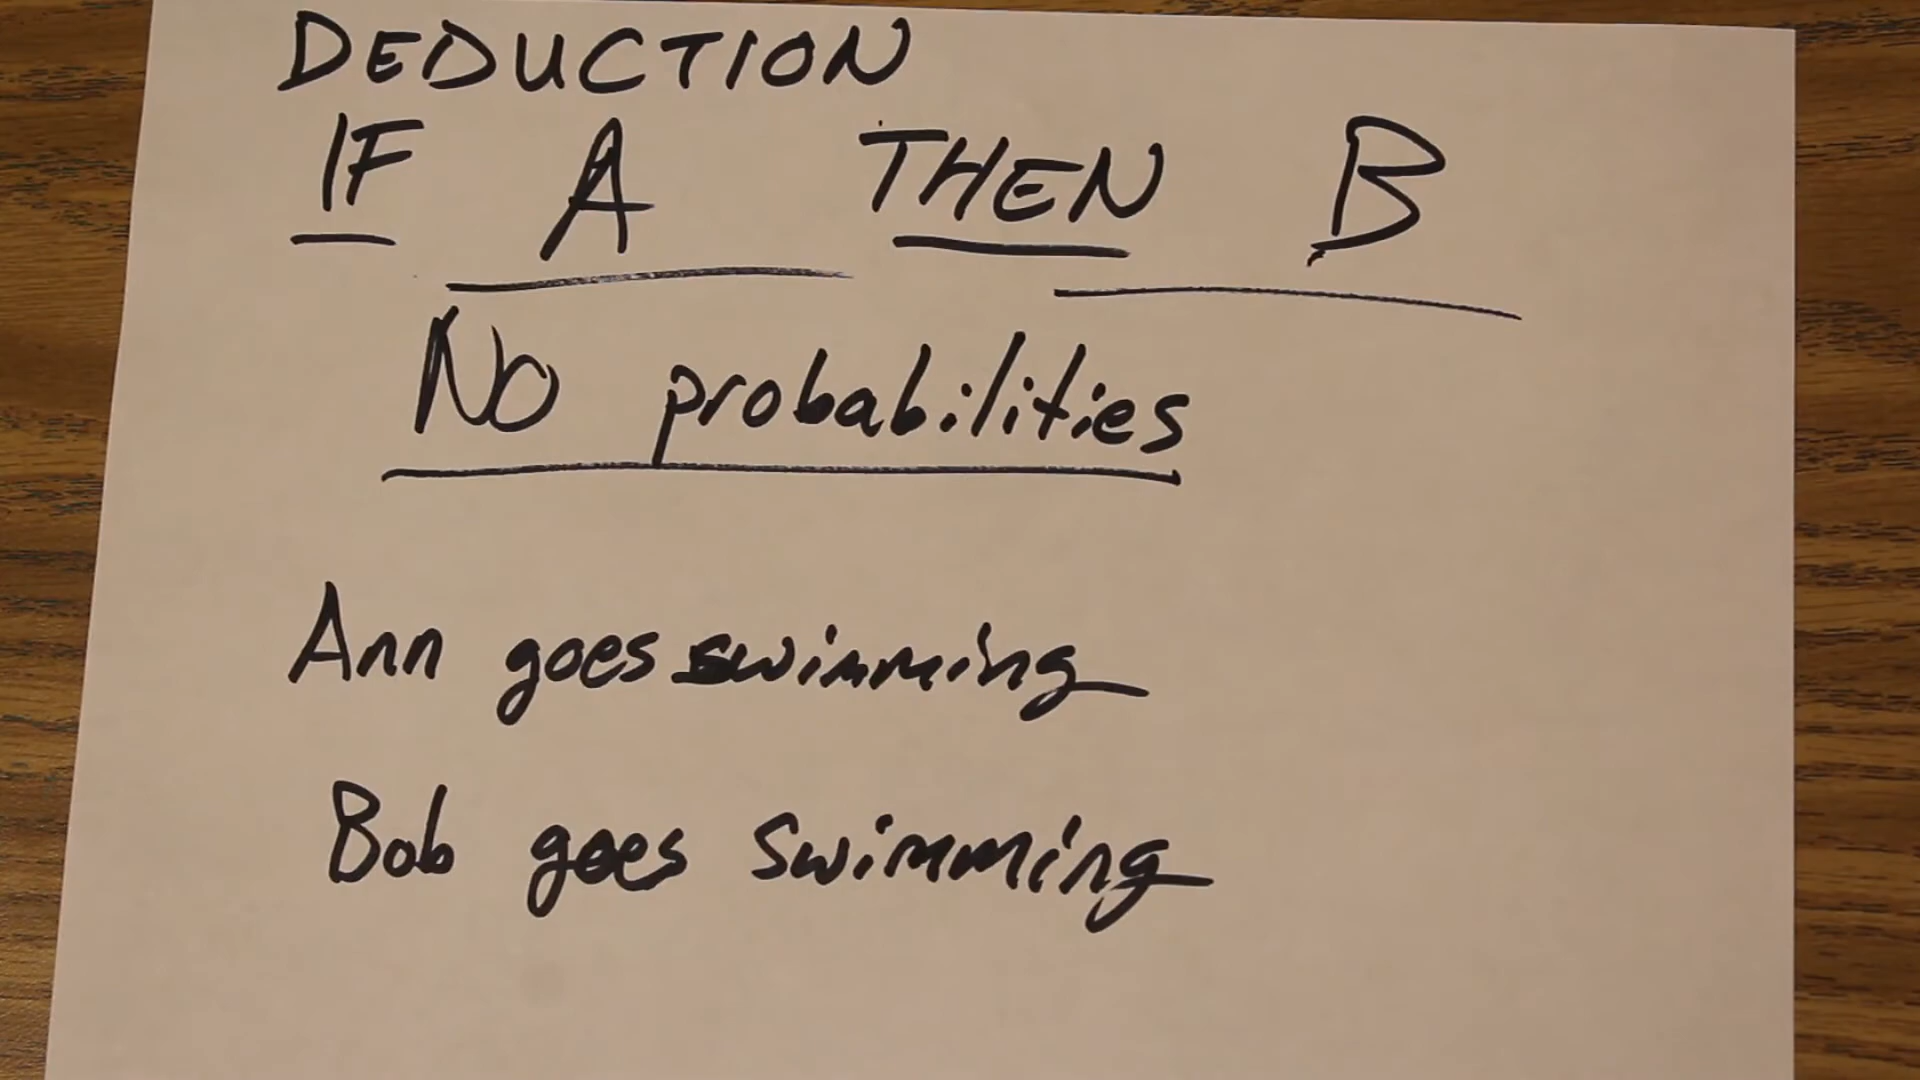 DEDUCTION
IF A THEN B
No probabilities
Ann goes swimming
Bob goes swimming